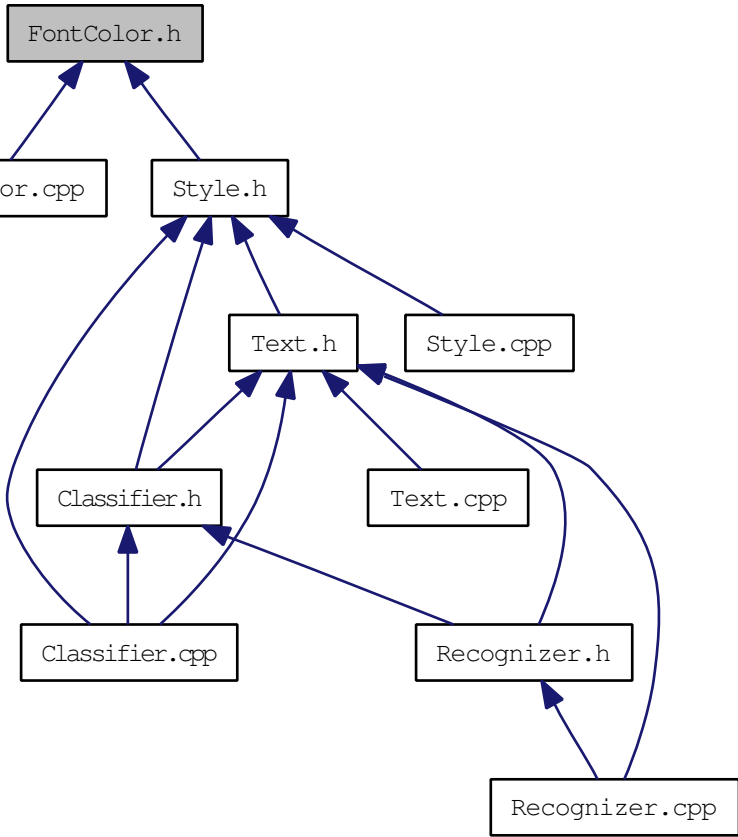 FontColor.h
or.cpp
Style.h
Text.h
Style.cpp
Classifier.h
Text.cpp
Classifier.cpp
Recognizer.h
Recognizer.cpp